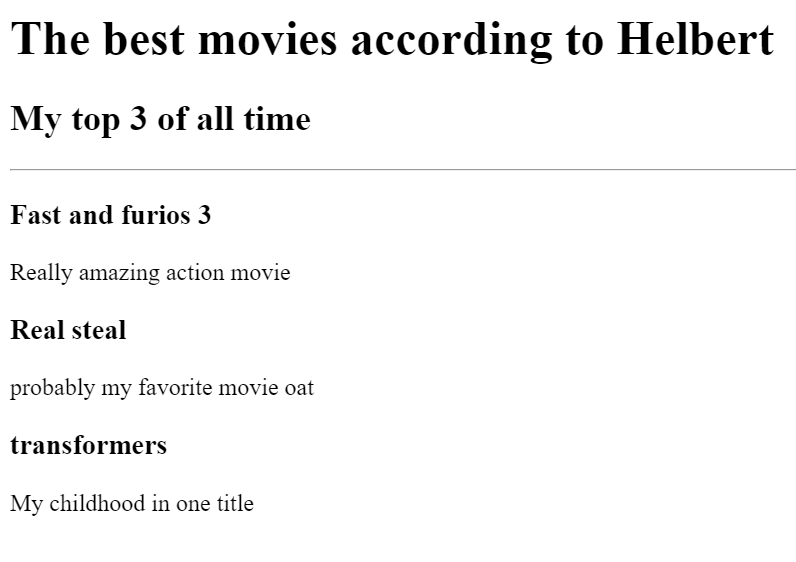 The best movies according to Helbert
My top 3 of all time
Fast and furios 3
Really amazing action movie
Real steal
probably my favorite movie oat
transformers
My childhood in one title